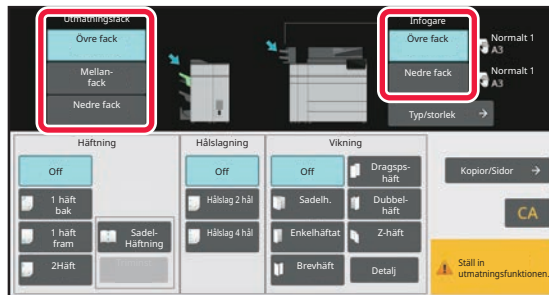 Utmatningsfack
Övre fack
Mellan-
fack
Nedre fack
Infogare
Övre fack
Nedre fack
Normalt 1
A3
Normalt 1
A3
Typ/storlek
Häftning
Off
1 häft
bak
1 häft
fram
2Häft
Sadel-
Häftning
Hålslagning
Off
Hålslag 2 hål
Hålslag 4 hål
Vikning
Off
Sadelh.
Enkelhäftat
Brevhäft
Dragsps-
häft
Dubbel-
häft
Z-häft
Detalj
Kopior/Sidor
CA
Ställ in
utmatningsfunktionen.